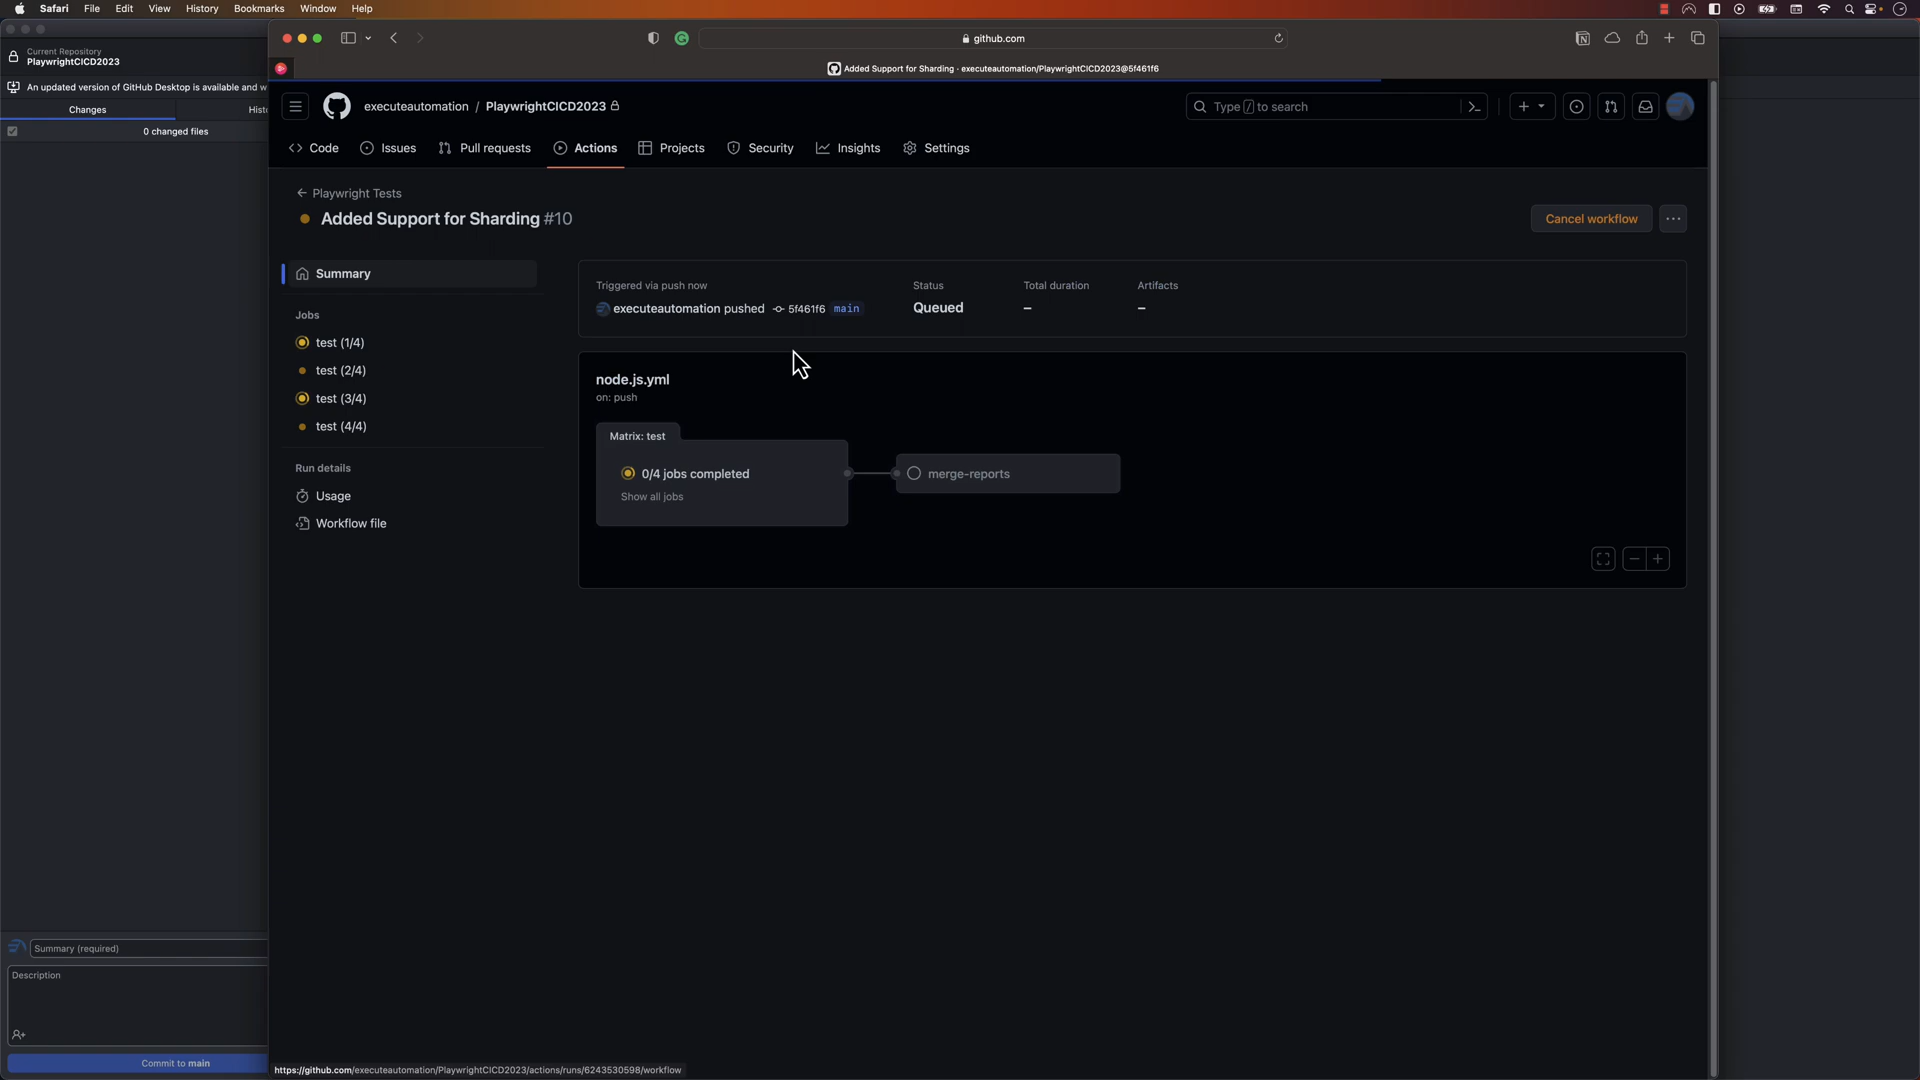 Safari File Edit View History Bookmarks Window Help
Current Repository
PlaywrightCICD2023
An updated version of GitHub Desktop is available and w
Changes Histo
0 changed files
Summary (required)
Description
Commit to main
github.com
Added Support for Sharding · executeautomation/PlaywrightCICD2023@5f461f6
executeautomation / PlaywrightCICD2023
Type / to search
Code Issues Pull requests Actions Projects Security Insights Settings
← Playwright Tests
Added Support for Sharding #10
Cancel workflow
Summary
Jobs
test (1/4)
test (2/4)
test (3/4)
test (4/4)
Run details
Usage
Workflow file
Triggered via push now
executeautomation pushed 5f461f6 main
Status
Queued
Total duration
–
Artifacts
–
node.js.yml
on: push
Matrix: test
0/4 jobs completed
Show all jobs
merge-reports
https://github.com/executeautomation/PlaywrightCICD2023/actions/runs/6243530598/workflow